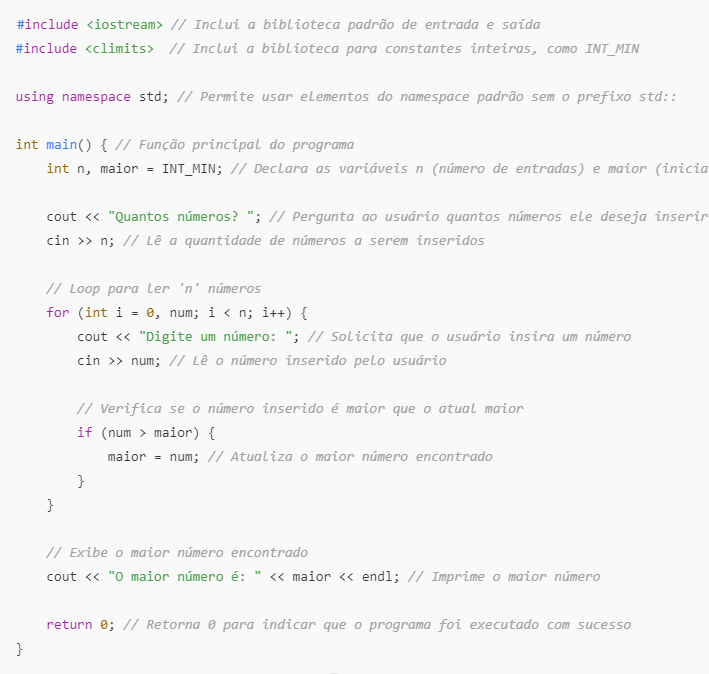 #include <iostream> // Inclui a biblioteca padrão de entrada e saída
#include <climits>  // Inclui a biblioteca para constantes inteiras, como INT_MIN

using namespace std; // Permite usar elementos do namespace padrão sem o prefixo std::

int main() { // Função principal do programa
    int n, maior = INT_MIN; // Declara as variáveis n (número de entradas) e maior (inicia

    cout << "Quantos números? "; // Pergunta ao usuário quantos números ele deseja inserir
    cin >> n; // Lê a quantidade de números a serem inseridos

    // Loop para ler 'n' números
    for (int i = 0, num; i < n; i++) {
        cout << "Digite um número: "; // Solicita que o usuário insira um número
        cin >> num; // Lê o número inserido pelo usuário

        // Verifica se o número inserido é maior que o atual maior
        if (num > maior) {
            maior = num; // Atualiza o maior número encontrado
        }
    }

    // Exibe o maior número encontrado
    cout << "O maior número é: " << maior << endl; // Imprime o maior número

    return 0; // Retorna 0 para indicar que o programa foi executado com sucesso
}